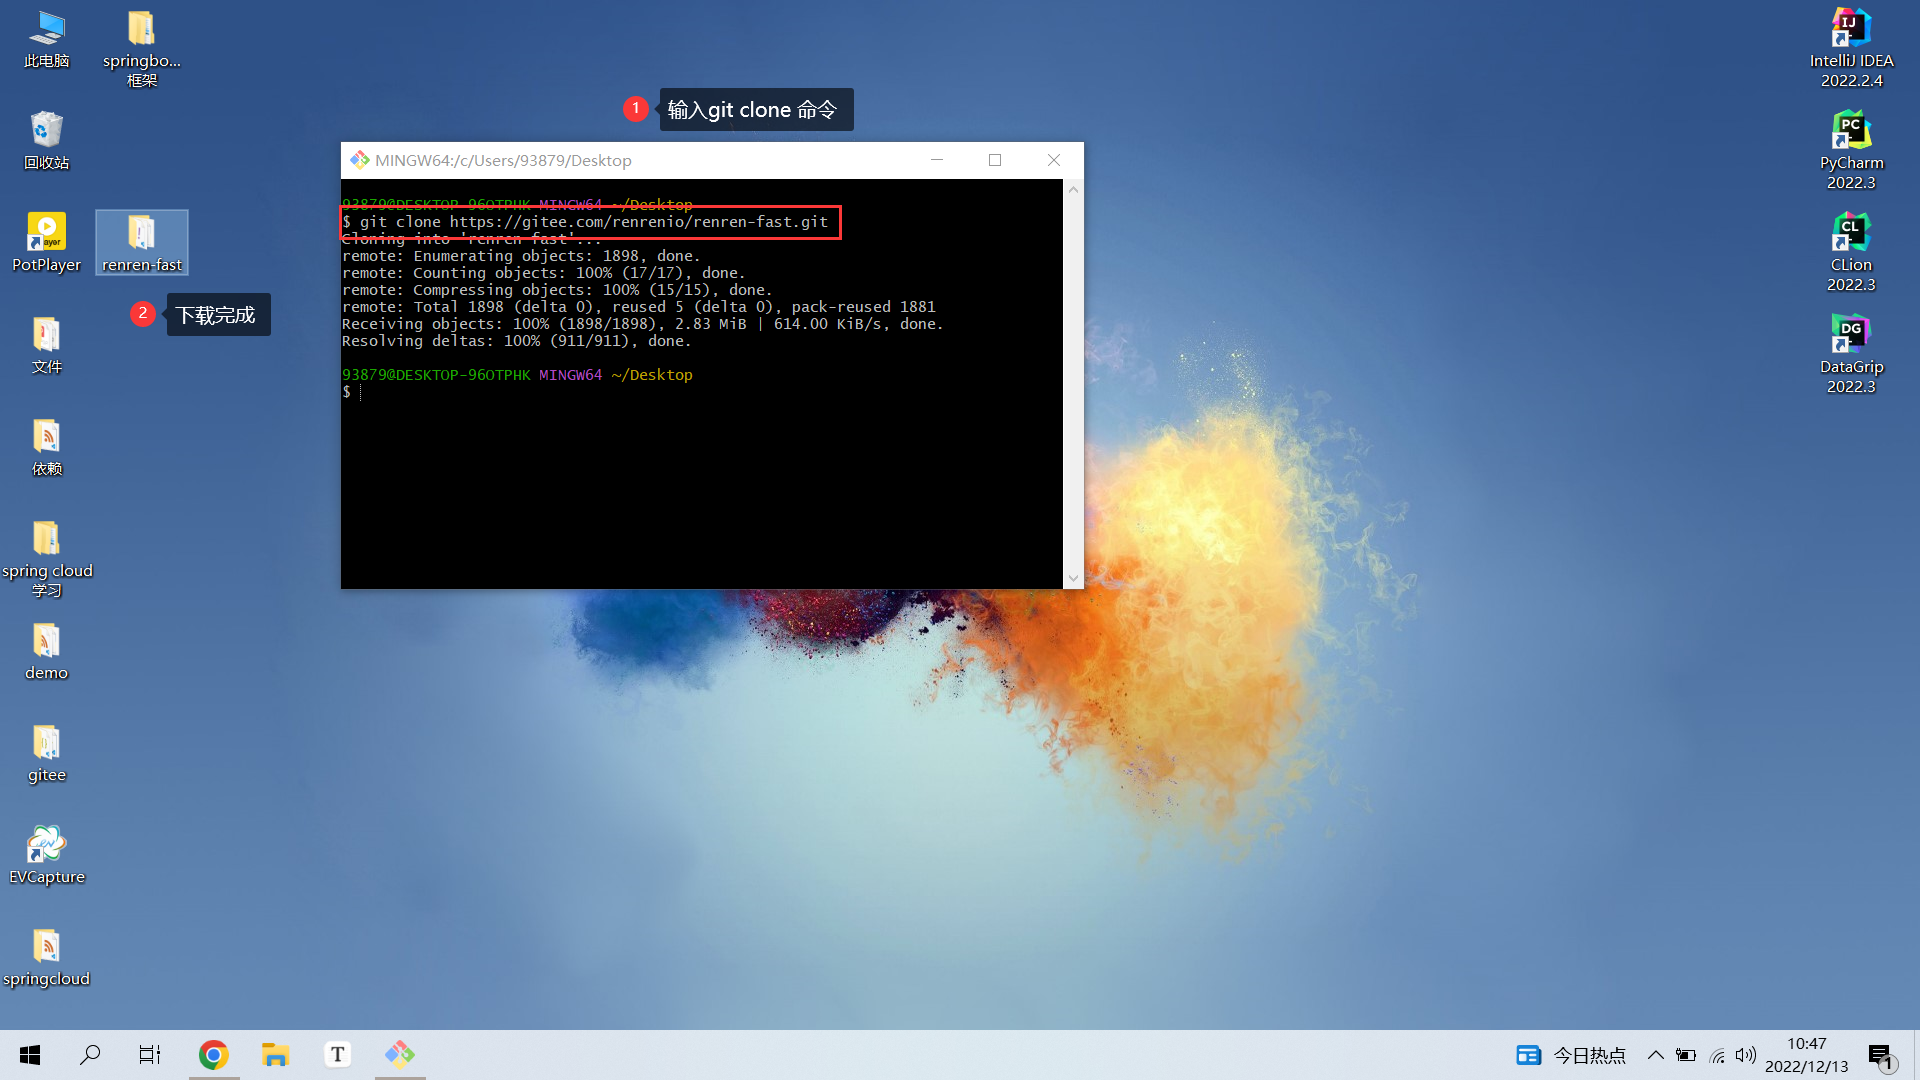 此电脑
springbo...
框架
回收站
PotPlayer
renren-fast
2
下载完成
文件
依赖
spring cloud
学习
demo
gitee
EVCapture
springcloud
1
输入git clone 命令
MINGW64:/c/Users/93879/Desktop
93879@DESKTOP-96OTPHK MINGW64 ~/Desktop
$ git clone https://gitee.com/renrenio/renren-fast.git
Cloning into 'renren-fast'...
remote: Enumerating objects: 1898, done.
remote: Counting objects: 100% (17/17), done.
remote: Compressing objects: 100% (15/15), done.
remote: Total 1898 (delta 0), reused 5 (delta 0), pack-reused 1881
Receiving objects: 100% (1898/1898), 2.83 MiB | 614.00 KiB/s, done.
Resolving deltas: 100% (911/911), done.
93879@DESKTOP-96OTPHK MINGW64 ~/Desktop
$
IJ
IntelliJ IDEA
2022.2.4
PC
PyCharm
2022.3
CL
CLion
2022.3
DG
DataGrip
2022.3
T
今日热点
10:47
2022/12/13
1